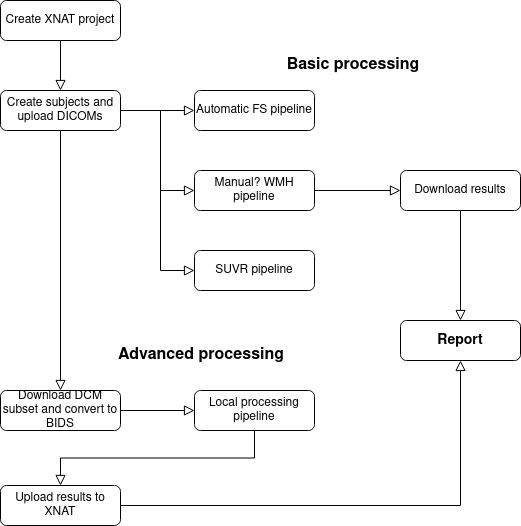 Create XNAT project
Basic processing
Create subjects and
upload DICOMs
Automatic FS pipeline
Manual? WMH
pipeline
Download results
SUVR pipeline
Report
Advanced processing
Download DCM
subset and convert to
BIDS
Local processing
pipeline
Upload results to
XNAT